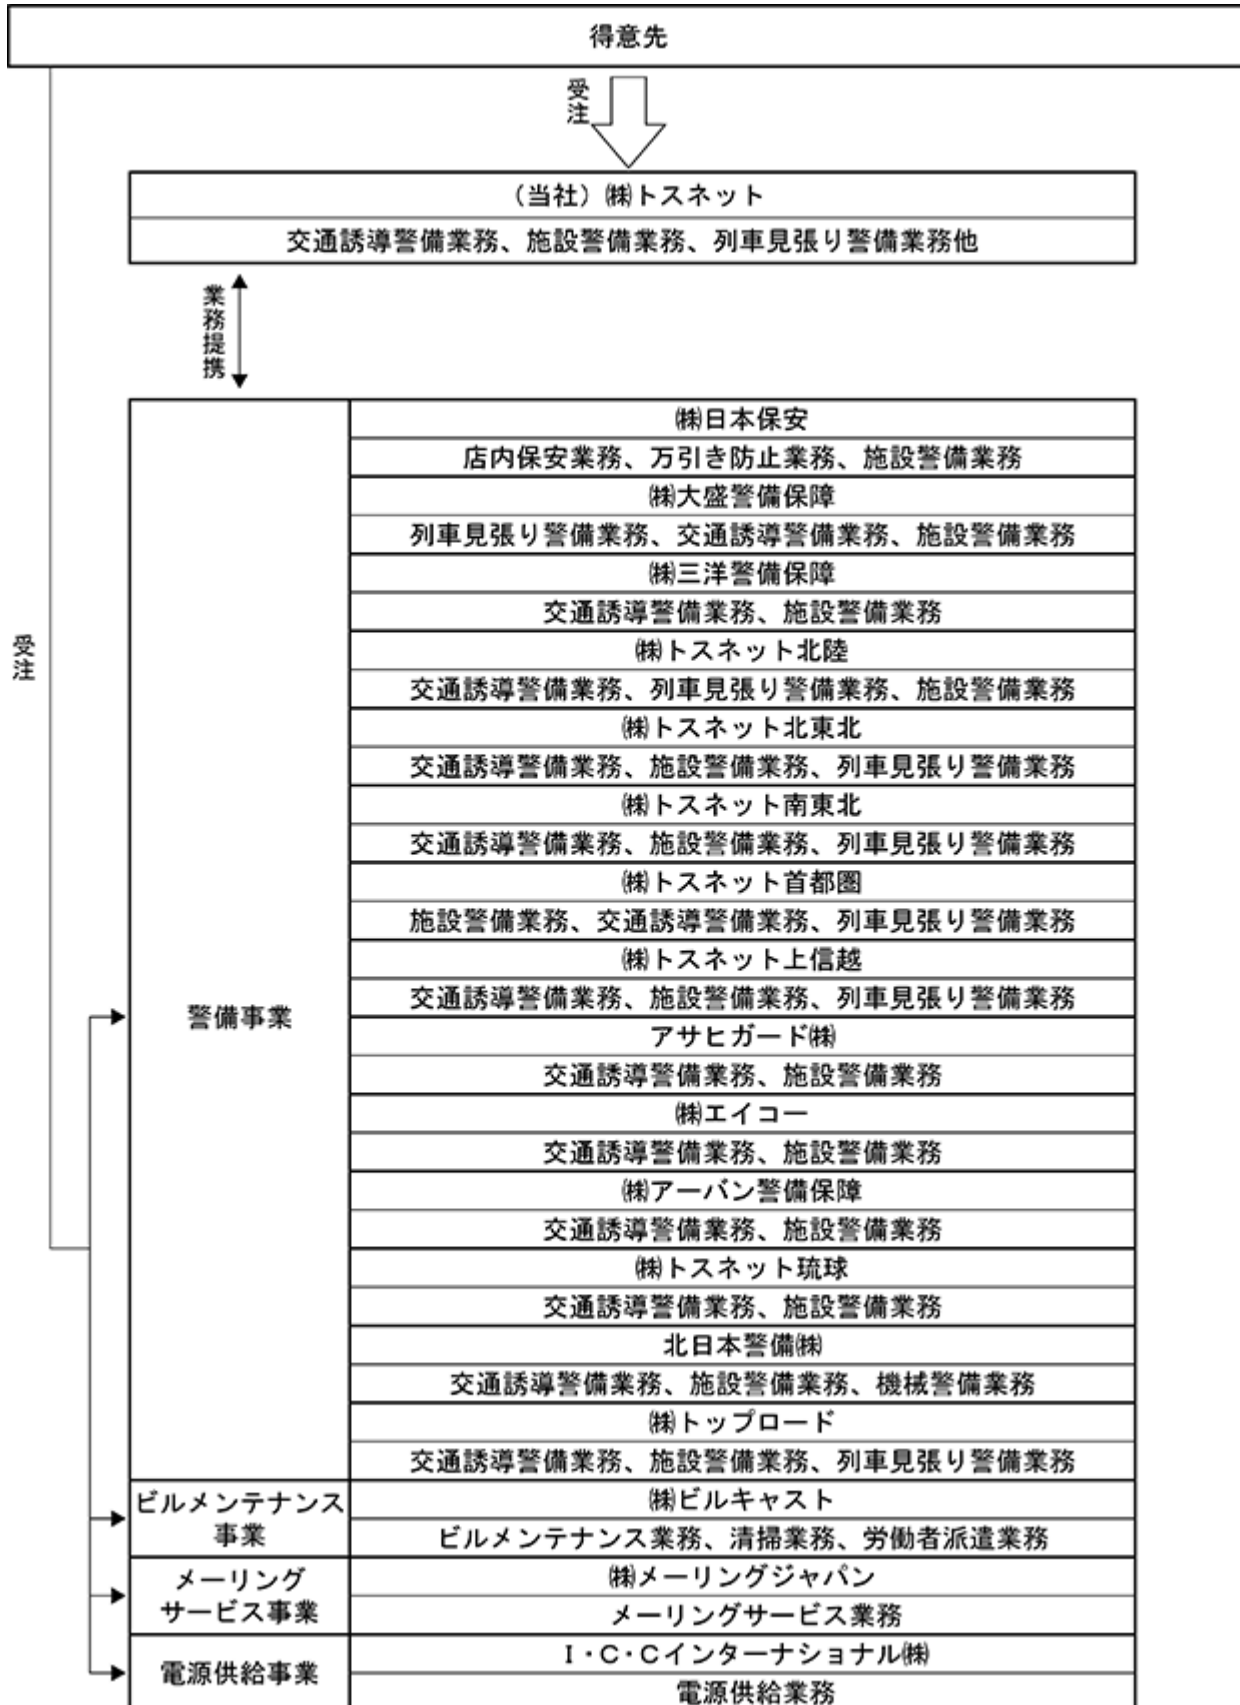 得意先
受注
(当社)㈱トスネット
交通誘導警備業務、施設警備業務、列車見張り警備業務他
業務提携
受注
警備事業
㈱日本保安
店内保安業務、万引き防止業務、施設警備業務
㈱大盛警備保障
列車見張り警備業務、交通誘導警備業務、施設警備業務
㈱三洋警備保障
交通誘導警備業務、施設警備業務
㈱トスネット北陸
交通誘導警備業務、列車見張り警備業務、施設警備業務
㈱トスネット北東北
交通誘導警備業務、施設警備業務、列車見張り警備業務
㈱トスネット南東北
交通誘導警備業務、施設警備業務、列車見張り警備業務
㈱トスネット首都圏
施設警備業務、交通誘導警備業務、列車見張り警備業務
㈱トスネット上信越
交通誘導警備業務、施設警備業務、列車見張り警備業務
アサヒガード㈱
交通誘導警備業務、施設警備業務
㈱エイコー
交通誘導警備業務、施設警備業務
㈱アーバン警備保障
交通誘導警備業務、施設警備業務
㈱トスネット琉球
交通誘導警備業務、施設警備業務
北日本警備㈱
交通誘導警備業務、施設警備業務、機械警備業務
㈱トップロード
交通誘導警備業務、施設警備業務、列車見張り警備業務
ビルメンテナンス
事業
㈱ビルキャスト
ビルメンテナンス業務、清掃業務、労働者派遣業務
メーリング
サービス事業
㈱メーリングジャパン
メーリングサービス業務
電源供給事業
I・C・Cインターナショナル㈱
電源供給業務